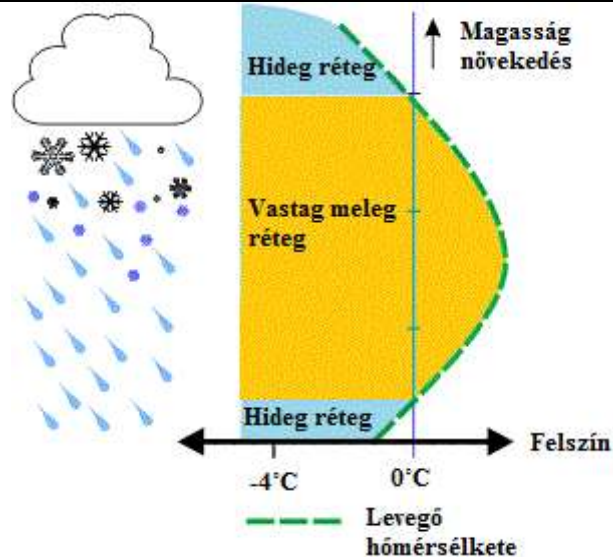 Magasság
növekedés
Hideg réteg
Vastag meleg
réteg
Hideg réteg
Felszín
-4°C
0°C
Levegő
hőmérsélkete